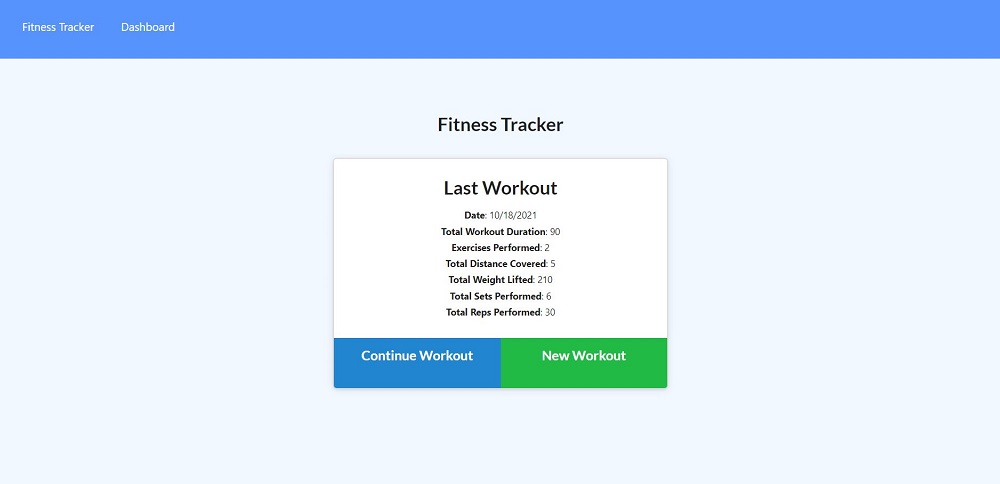 Fitness Tracker Dashboard
Fitness Tracker
Last Workout
Date: 10/18/2021
Total Workout Duration: 90
Exercises Performed: 2
Total Distance Covered: 5
Total Weight Lifted: 210
Total Sets Performed: 6
Total Reps Performed: 30
Continue Workout New Workout